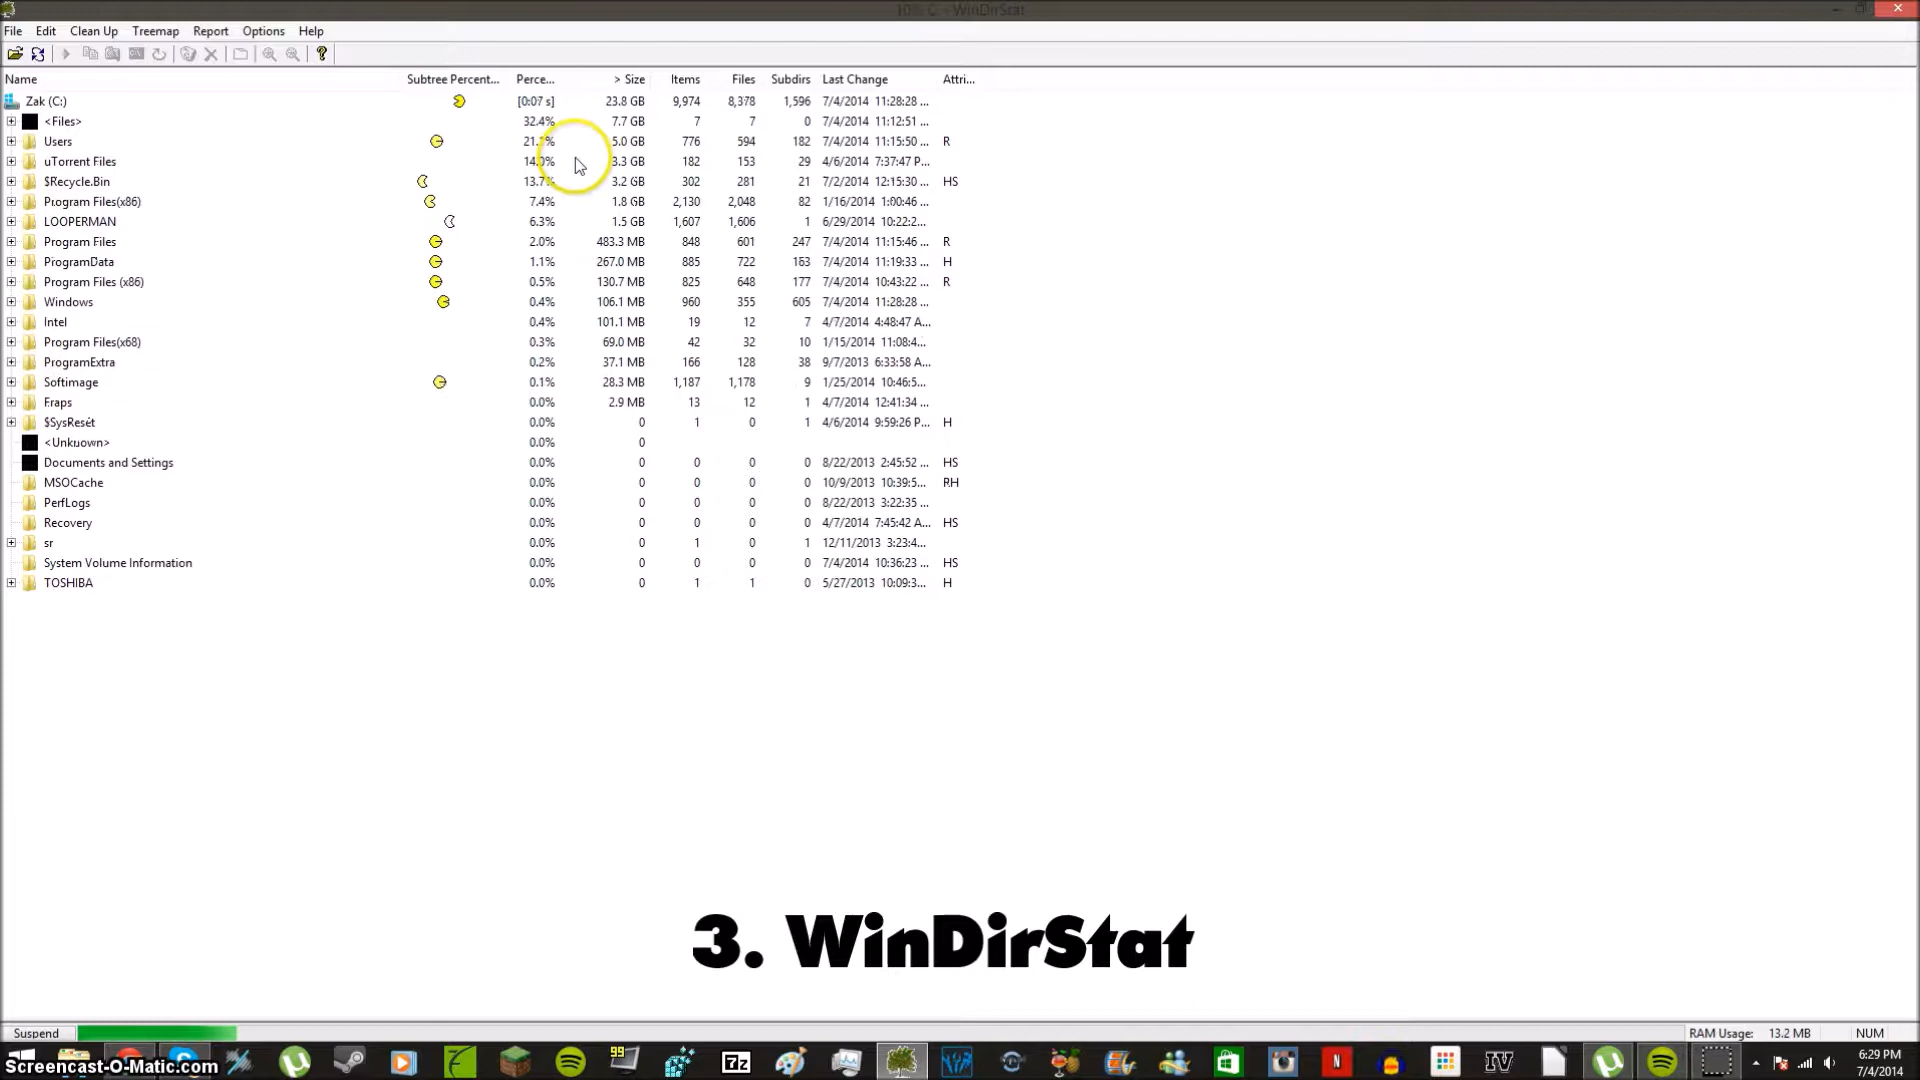 10% C: - WinDirStat
File Edit Clean Up Treemap Report Options Help
Name Subtree Percent... Perce... > Size Items Files Subdirs Last Change Attri...
Zak (C:) [0:07 s] 23.8 GB 9,974 8,378 1,596 7/4/2014 11:28:28 ...
<Files> 32.4% 7.7 GB 7 7 0 7/4/2014 11:12:51 ...
Users 5.0 GB 776 594 182 7/4/2014 11:15:50 ... R
uTorrent Files 14.0% 3.3 GB 182 153 29 4/6/2014 7:37:47 P...
$Recycle.Bin 13.7% 3.2 GB 302 281 21 7/2/2014 12:15:30 ... HS
Program Files(x86) 7.4% 1.8 GB 2,130 2,048 82 1/16/2014 1:00:46 ...
LOOPERMAN 6.3% 1.5 GB 1,607 1,606 1 6/29/2014 10:22:2...
Program Files 2.0% 483.3 MB 848 601 247 7/4/2014 11:15:46 ... R
ProgramData 1.1% 267.0 MB 885 722 163 7/4/2014 11:19:33 ... H
Program Files (x86) 0.5% 130.7 MB 825 648 177 7/4/2014 10:43:22 ... R
Windows 0.4% 106.1 MB 960 355 605 7/4/2014 11:28:28 ...
Intel 0.4% 101.1 MB 19 12 7 4/7/2014 4:48:47 A...
Program Files(x68) 0.3% 69.0 MB 42 32 10 1/15/2014 11:08:4...
ProgramExtra 0.2% 37.1 MB 166 128 38 9/7/2013 6:33:58 A...
Softimage 0.1% 28.3 MB 1,187 1,178 9 1/25/2014 10:46:5...
Fraps 0.0% 2.9 MB 13 12 1 4/7/2014 12:41:34 ...
$SysReset 0.0% 0 1 0 1 4/6/2014 9:59:26 P... H
<Unknown> 0.0% 0
Documents and Settings 0.0% 0 0 0 0 8/22/2013 2:45:52 ... HS
MSOCache 0.0% 0 0 0 0 10/9/2013 10:39:5... RH
PerfLogs 0.0% 0 0 0 0 8/22/2013 3:22:35 ...
Recovery 0.0% 0 0 0 0 4/7/2014 7:45:42 A... HS
sr 0.0% 0 1 0 1 12/11/2013 3:23:4...
System Volume Information 0.0% 0 0 0 0 7/4/2014 10:36:23 ... HS
TOSHIBA 0.0% 0 1 1 0 5/27/2013 10:09:3... H
3. WinDirStat
Suspend RAM Usage: 13.2 MB NUM
Screencast-O-Matic.com 99 7z N IV 6:29 PM
7/4/2014